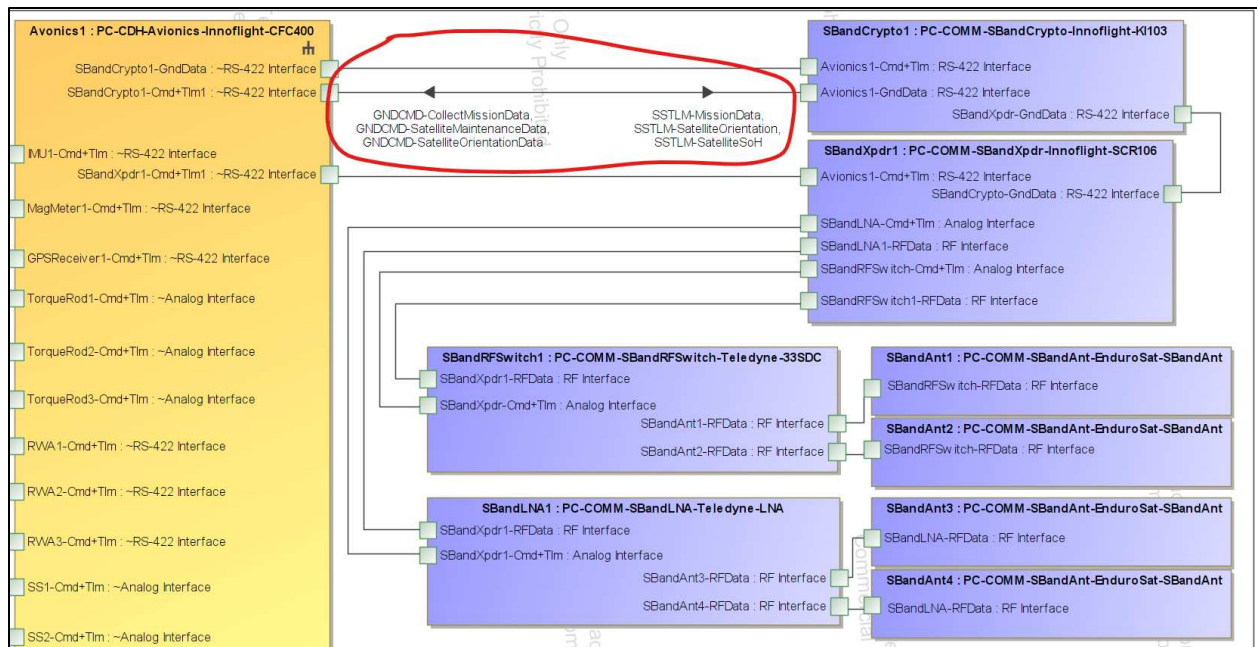 Avonics1 : PC-CDH-Avionics-Innoflight-CFC400
SBandCrypto1-GndData : ~RS-422 Interface
SBandCrypto1-Cmd+Tlm1 : ~RS-422 Interface
IMU1-Cmd+Tlm : ~RS-422 Interface
SBandXpdr1-Cmd+Tlm1 : ~RS-422 Interface
MagMeter1-Cmd+Tlm : ~RS-422 Interface
GPSReceiver1-Cmd+Tlm : ~RS-422 Interface
TorqueRod1-Cmd+Tlm : ~Analog Interface
TorqueRod2-Cmd+Tlm : ~Analog Interface
TorqueRod3-Cmd+Tlm : ~Analog Interface
RWA1-Cmd+Tlm : ~RS-422 Interface
RWA2-Cmd+Tlm : ~RS-422 Interface
RWA3-Cmd+Tlm : ~RS-422 Interface
SS1-Cmd+Tlm : ~Analog Interface
SS2-Cmd+Tlm : ~Analog Interface
GNDCMD-CollectMissionData,
GNDCMD-SatelliteMaintenanceData,
GNDCMD-SatelliteOrientationData
SSTLM-MissionData,
SSTLM-SatelliteOrientation,
SSTLM-SatelliteSoH
SBandCrypto1 : PC-COMM-SBandCrypto-Innoflight-KI103
Avionics1-Cmd+Tlm : RS-422 Interface
Avionics1-GndData : RS-422 Interface
SBandXpdr-GndData : RS-422 Interface
SBandXpdr1 : PC-COMM-SBandXpdr-Innoflight-SCR106
Avionics1-Cmd+Tlm : RS-422 Interface
SBandCrypto-GndData : RS-422 Interface
SBandLNA-Cmd+Tlm : Analog Interface
SBandLNA1-RFData : RF Interface
SBandRFSwitch-Cmd+Tlm : Analog Interface
SBandRFSwitch1-RFData : RF Interface
SBandRFSwitch1 : PC-COMM-SBandRFSwitch-Teledyne-33SDC
SBandXpdr1-RFData : RF Interface
SBandXpdr-Cmd+Tlm : Analog Interface
SBandAnt1-RFData : RF Interface
SBandAnt2-RFData : RF Interface
SBandAnt1 : PC-COMM-SBandAnt-EnduroSat-SBandAnt
SBandRFSwitch-RFData : RF Interface
SBandAnt2 : PC-COMM-SBandAnt-EnduroSat-SBandAnt
SBandRFSwitch-RFData : RF Interface
SBandLNA1 : PC-COMM-SBandLNA-Teledyne-LNA
SBandXpdr1-RFData : RF Interface
SBandXpdr1-Cmd+Tlm : Analog Interface
SBandAnt3-RFData : RF Interface
SBandAnt4-RFData : RF Interface
SBandAnt3 : PC-COMM-SBandAnt-EnduroSat-SBandAnt
SBandLNA-RFData : RF Interface
SBandAnt4 : PC-COMM-SBandAnt-EnduroSat-SBandAnt
SBandLNA-RFData : RF Interface
Only